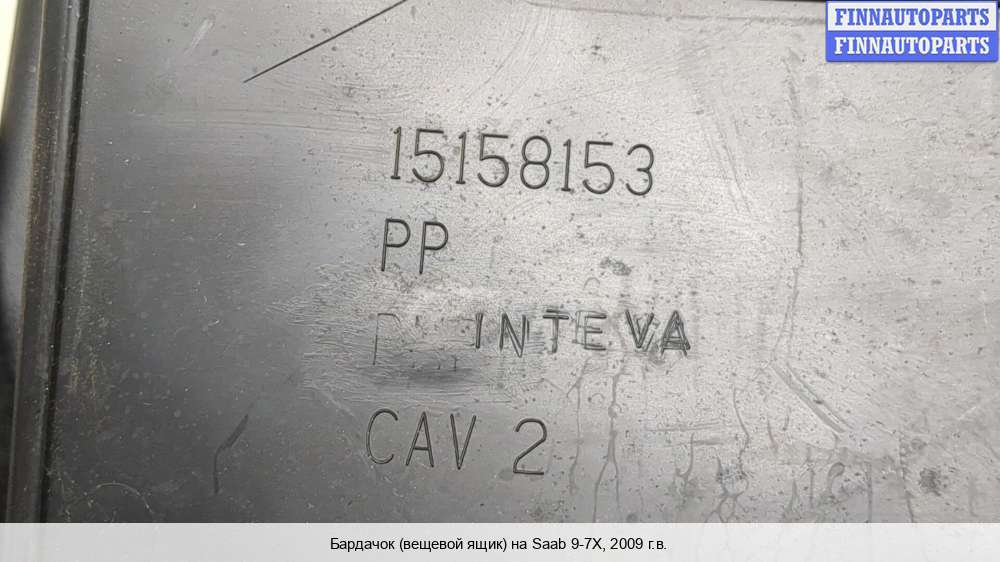 FINNAUTOPARTS
FINNAUTOPARTS
15158153
PP
INTEVA
CAV 2
Бардачок (вещевой ящик) на Saab 9-7X, 2009 г.в.